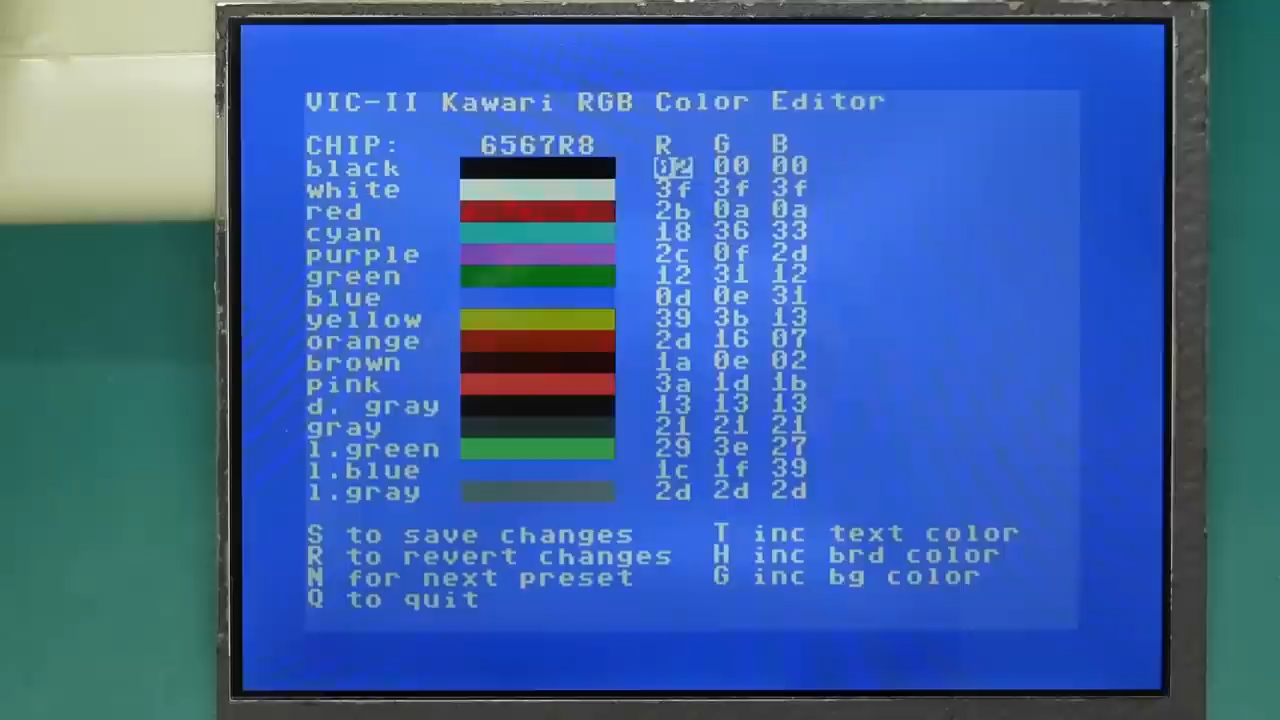 VIC-II Kawari RGB Color Editor
CHIP: 6567R8 R G B
black 02 00 00
white 3f 3f 3f
red 2b 0a 0a
cyan 18 36 33
purple 2c 0f 2d
green 12 31 12
blue 0d 0e 31
yellow 39 3b 13
orange 2d 16 07
brown 1a 0e 02
pink 3a 1d 1b
d. gray 13 13 13
gray 21 21 21
l.green 29 3e 27
l.blue 1c 1f 39
l.gray 2d 2d 2d
S to save changes T inc text color
R to revert changes H inc brd color
N for next preset G inc bg color
Q to quit